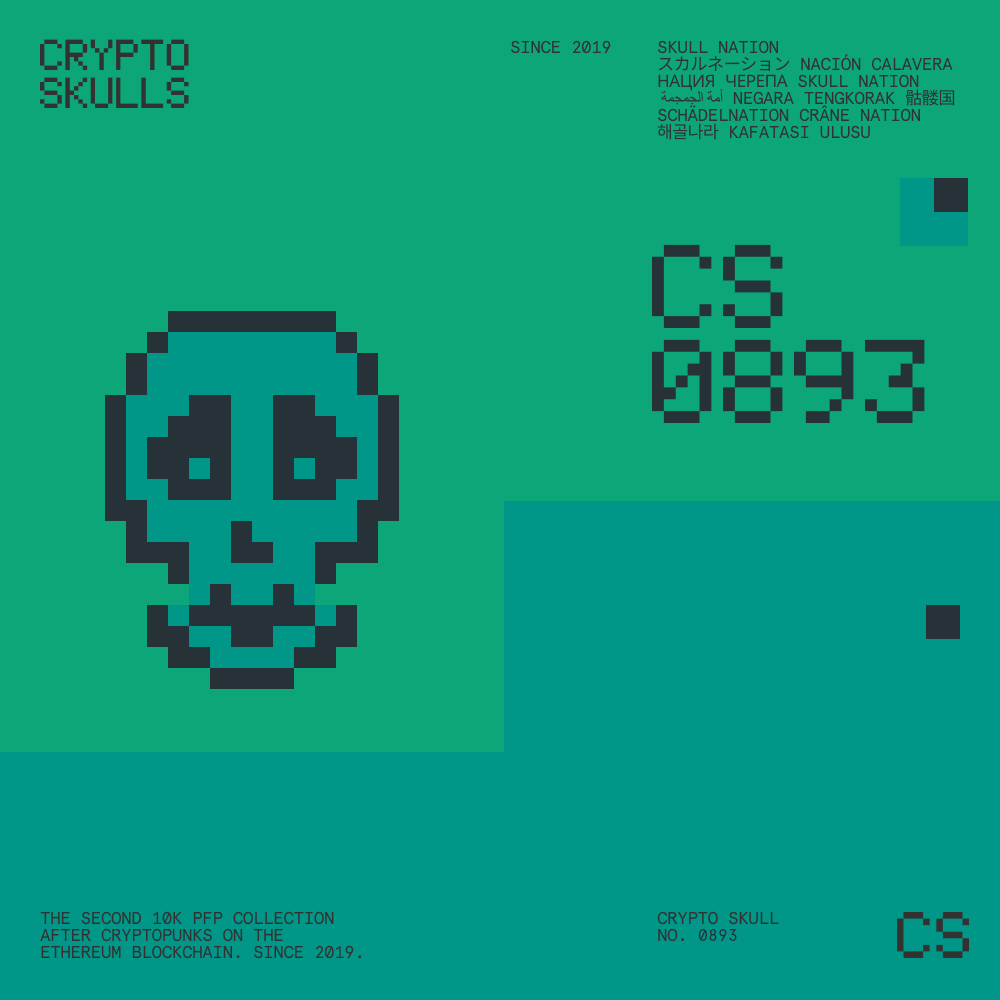 CRYPTO
SKULLS
SINCE 2019
SKULL NATION
スカルネーション NACIÓN CALAVERA
НАЦИЯ ЧЕРЕПА SKULL NATION
أمة الجمجمة NEGARA TENGKORAK 骷髅国
SCHÄDELNATION CRÂNE NATION
해골나라 KAFATASI ULUSU
CS
0893
THE SECOND 10K PFP COLLECTION
AFTER CRYPTOPUNKS ON THE
ETHEREUM BLOCKCHAIN. SINCE 2019.
CRYPTO SKULL
NO. 0893
CS